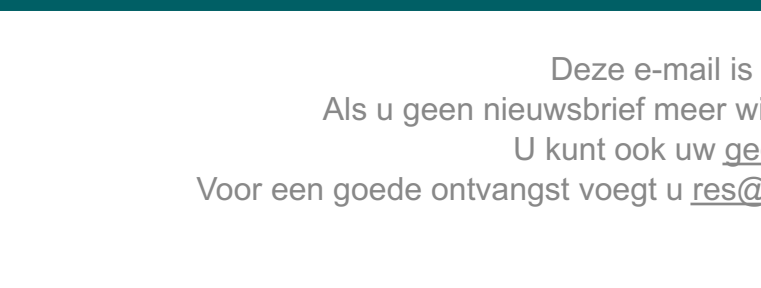 Deze e-mail is
Als u geen nieuwsbrief meer wi
U kunt ook uw ge
Voor een goede ontvangst voegt u res@